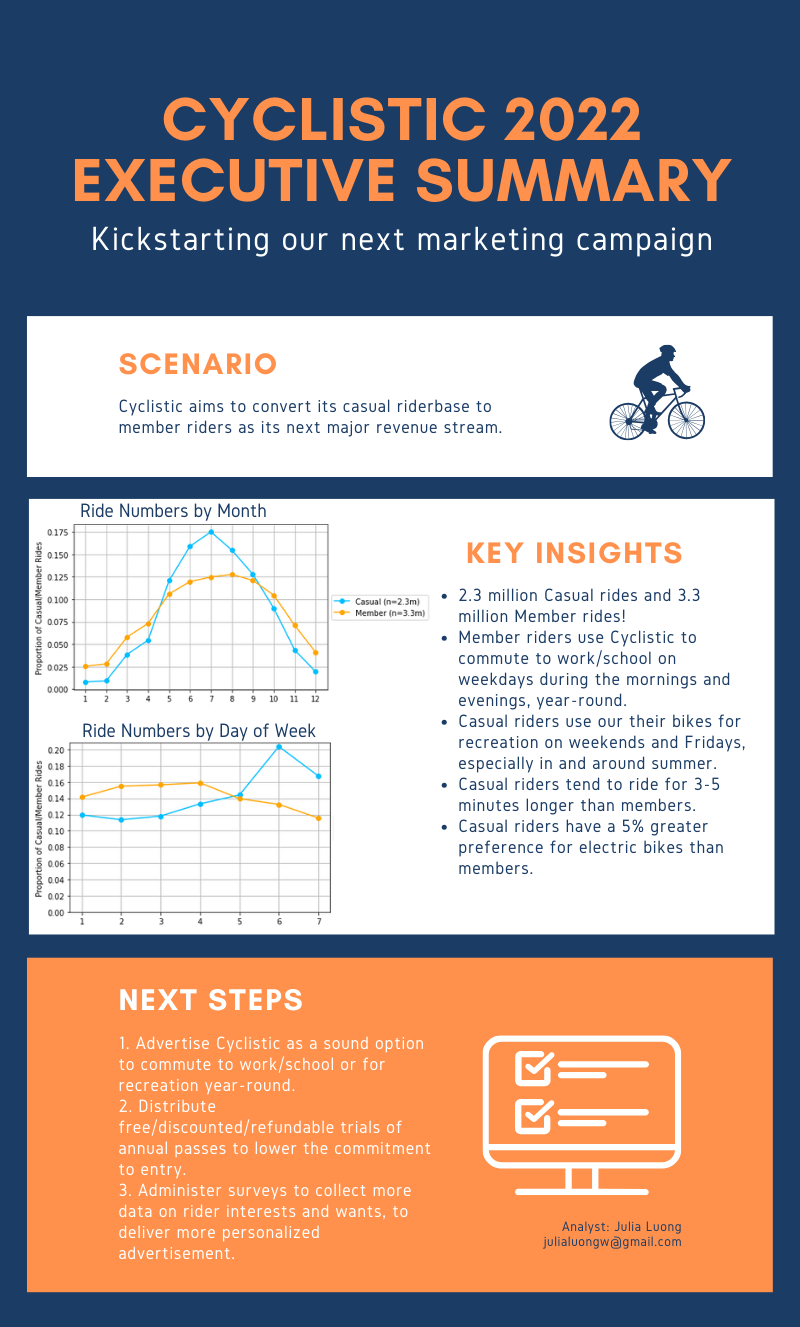 CYCLISTIC 2022
EXECUTIVE SUMMARY
Kickstarting our next marketing campaign
SCENARIO
Cyclistic aims to convert its casual riderbase to
member riders as its next major revenue stream.
Ride Numbers by Month
Proportion of Casual/Member Rides
0.175
0.150
0.125
0.100
0.075
0.050
0.025
0.000
1 2 3 4 5 6 7 8 9 10 11 12
Casual (n=2.3m)
Member (n=3.3m)
Ride Numbers by Day of Week
Proportion of Casual/Member Rides
0.20
0.18
0.16
0.14
0.12
0.10
0.08
0.06
0.04
0.02
0.00
1 2 3 4 5 6 7
KEY INSIGHTS
• 2.3 million Casual rides and 3.3
million Member rides!
• Member riders use Cyclistic to
commute to work/school on
weekdays during the mornings and
evenings, year-round.
• Casual riders use our their bikes for
recreation on weekends and Fridays,
especially in and around summer.
• Casual riders tend to ride for 3-5
minutes longer than members.
• Casual riders have a 5% greater
preference for electric bikes than
members.
NEXT STEPS
1. Advertise Cyclistic as a sound option
to commute to work/school or for
recreation year-round.
2. Distribute
free/discounted/refundable trials of
annual passes to lower the commitment
to entry.
3. Administer surveys to collect more
data on rider interests and wants, to
deliver more personalized
advertisement.
Analyst: Julia Luong
julialuongw@gmail.com